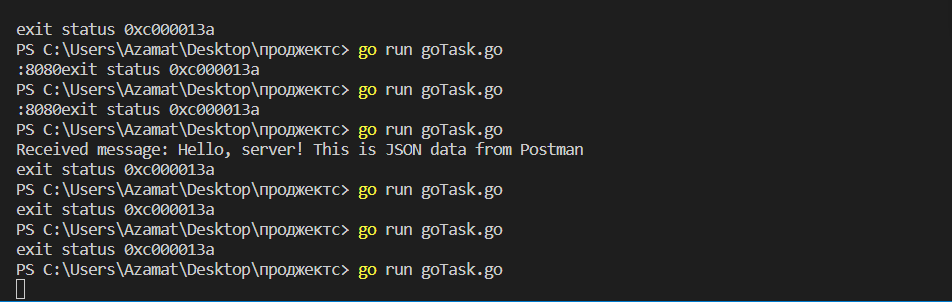 exit status 0xc000013a
PS C:\Users\Azamat\Desktop\проджектс> go run goTask.go
:8080exit status 0xc000013a
PS C:\Users\Azamat\Desktop\проджектс> go run goTask.go
:8080exit status 0xc000013a
PS C:\Users\Azamat\Desktop\проджектс> go run goTask.go
Received message: Hello, server! This is JSON data from Postman
exit status 0xc000013a
PS C:\Users\Azamat\Desktop\проджектс> go run goTask.go
exit status 0xc000013a
PS C:\Users\Azamat\Desktop\проджектс> go run goTask.go
exit status 0xc000013a
PS C:\Users\Azamat\Desktop\проджектс> go run goTask.go